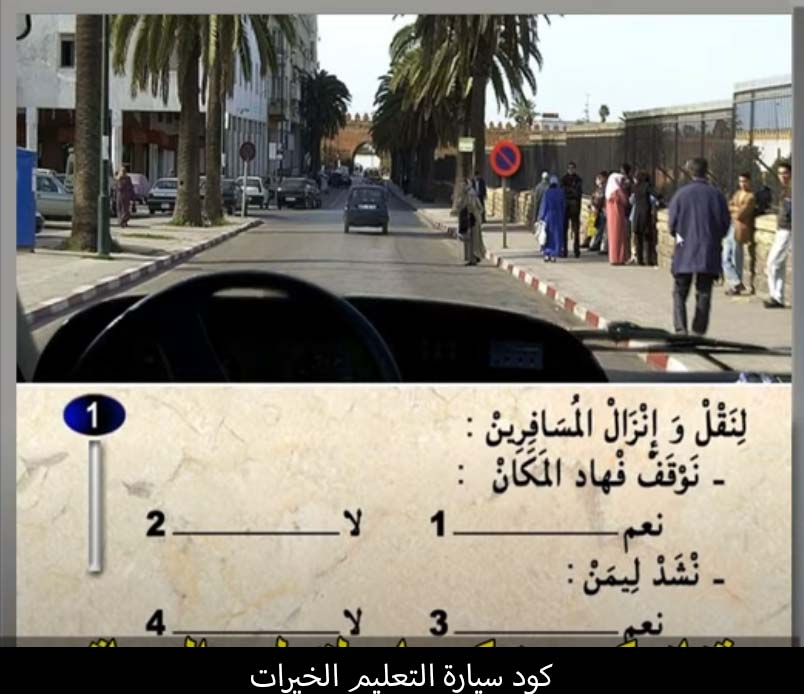 1
لِنَقْلْ وَ إِنْزَالْ المُسَافِرِينْ :
- نَوْقَفْ فْهاد المَكَانْ :
نعم 1 لا 2
- نْشَدْ لِيمَنْ :
نعم 3 لا 4
كود سيارة التعليم الخيرات